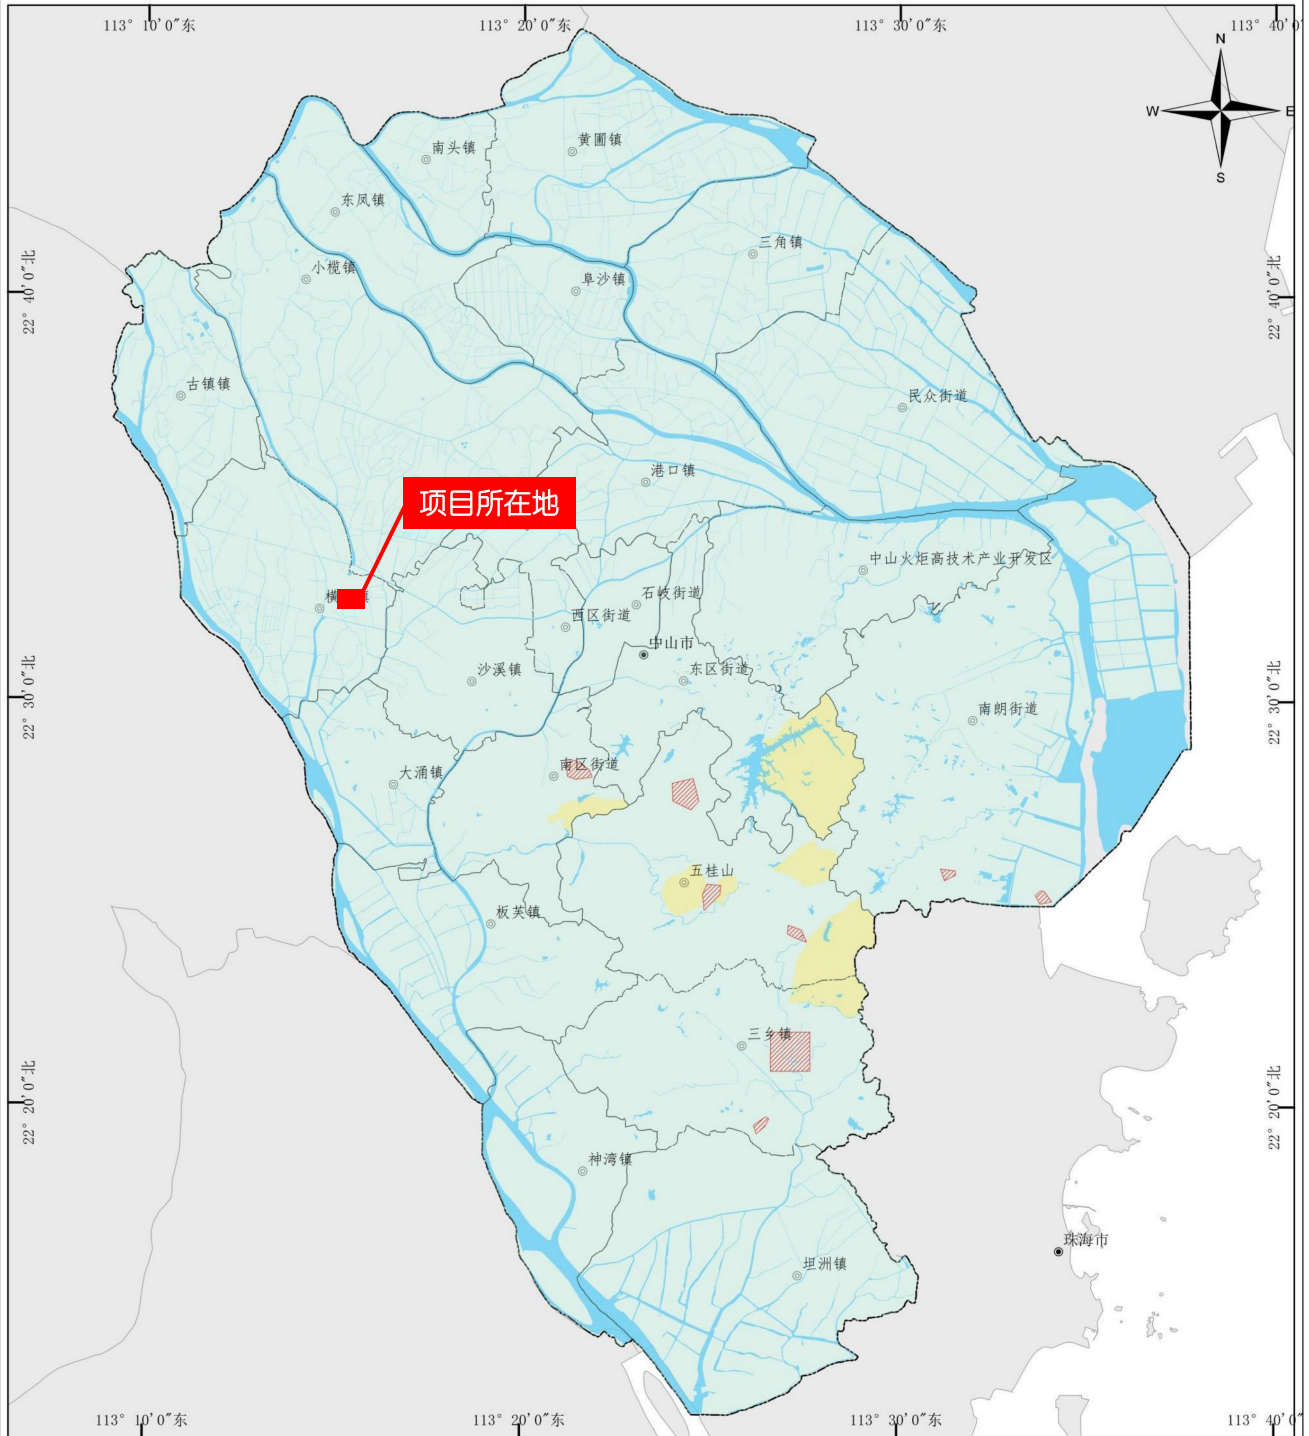 113° 10′0″东
113° 20′0″东
113° 30′0″东
113° 40′0″
N
W
E
S
黄圃镇
南头镇
东凤镇
三角镇
小榄镇
阜沙镇
22° 40′0″北
22° 40′0″北
古镇镇
民众街道
港口镇
项目所在地
中山火炬高技术产业开发区
横
镇
石岐街道
西区街道
中山市
沙溪镇
东区街道
22° 30′0″北
22° 30′0″北
南朗街道
大涌镇
南区街道
五桂山
板芙镇
三乡镇
22° 20′0″北
22° 20′0″北
神湾镇
珠海市
坦洲镇
113° 10′0″东
113° 20′0″东
113° 30′0″东
113° 40′0″